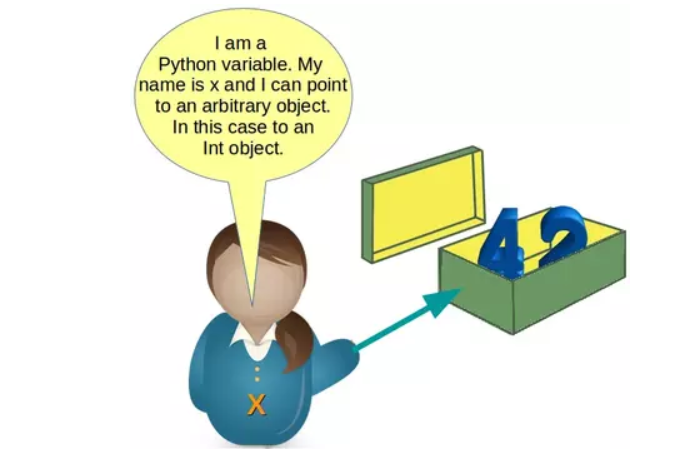 I am a
Python variable. My
name is x and I can point
to an arbitrary object.
In this case to an
Int object.
42
X